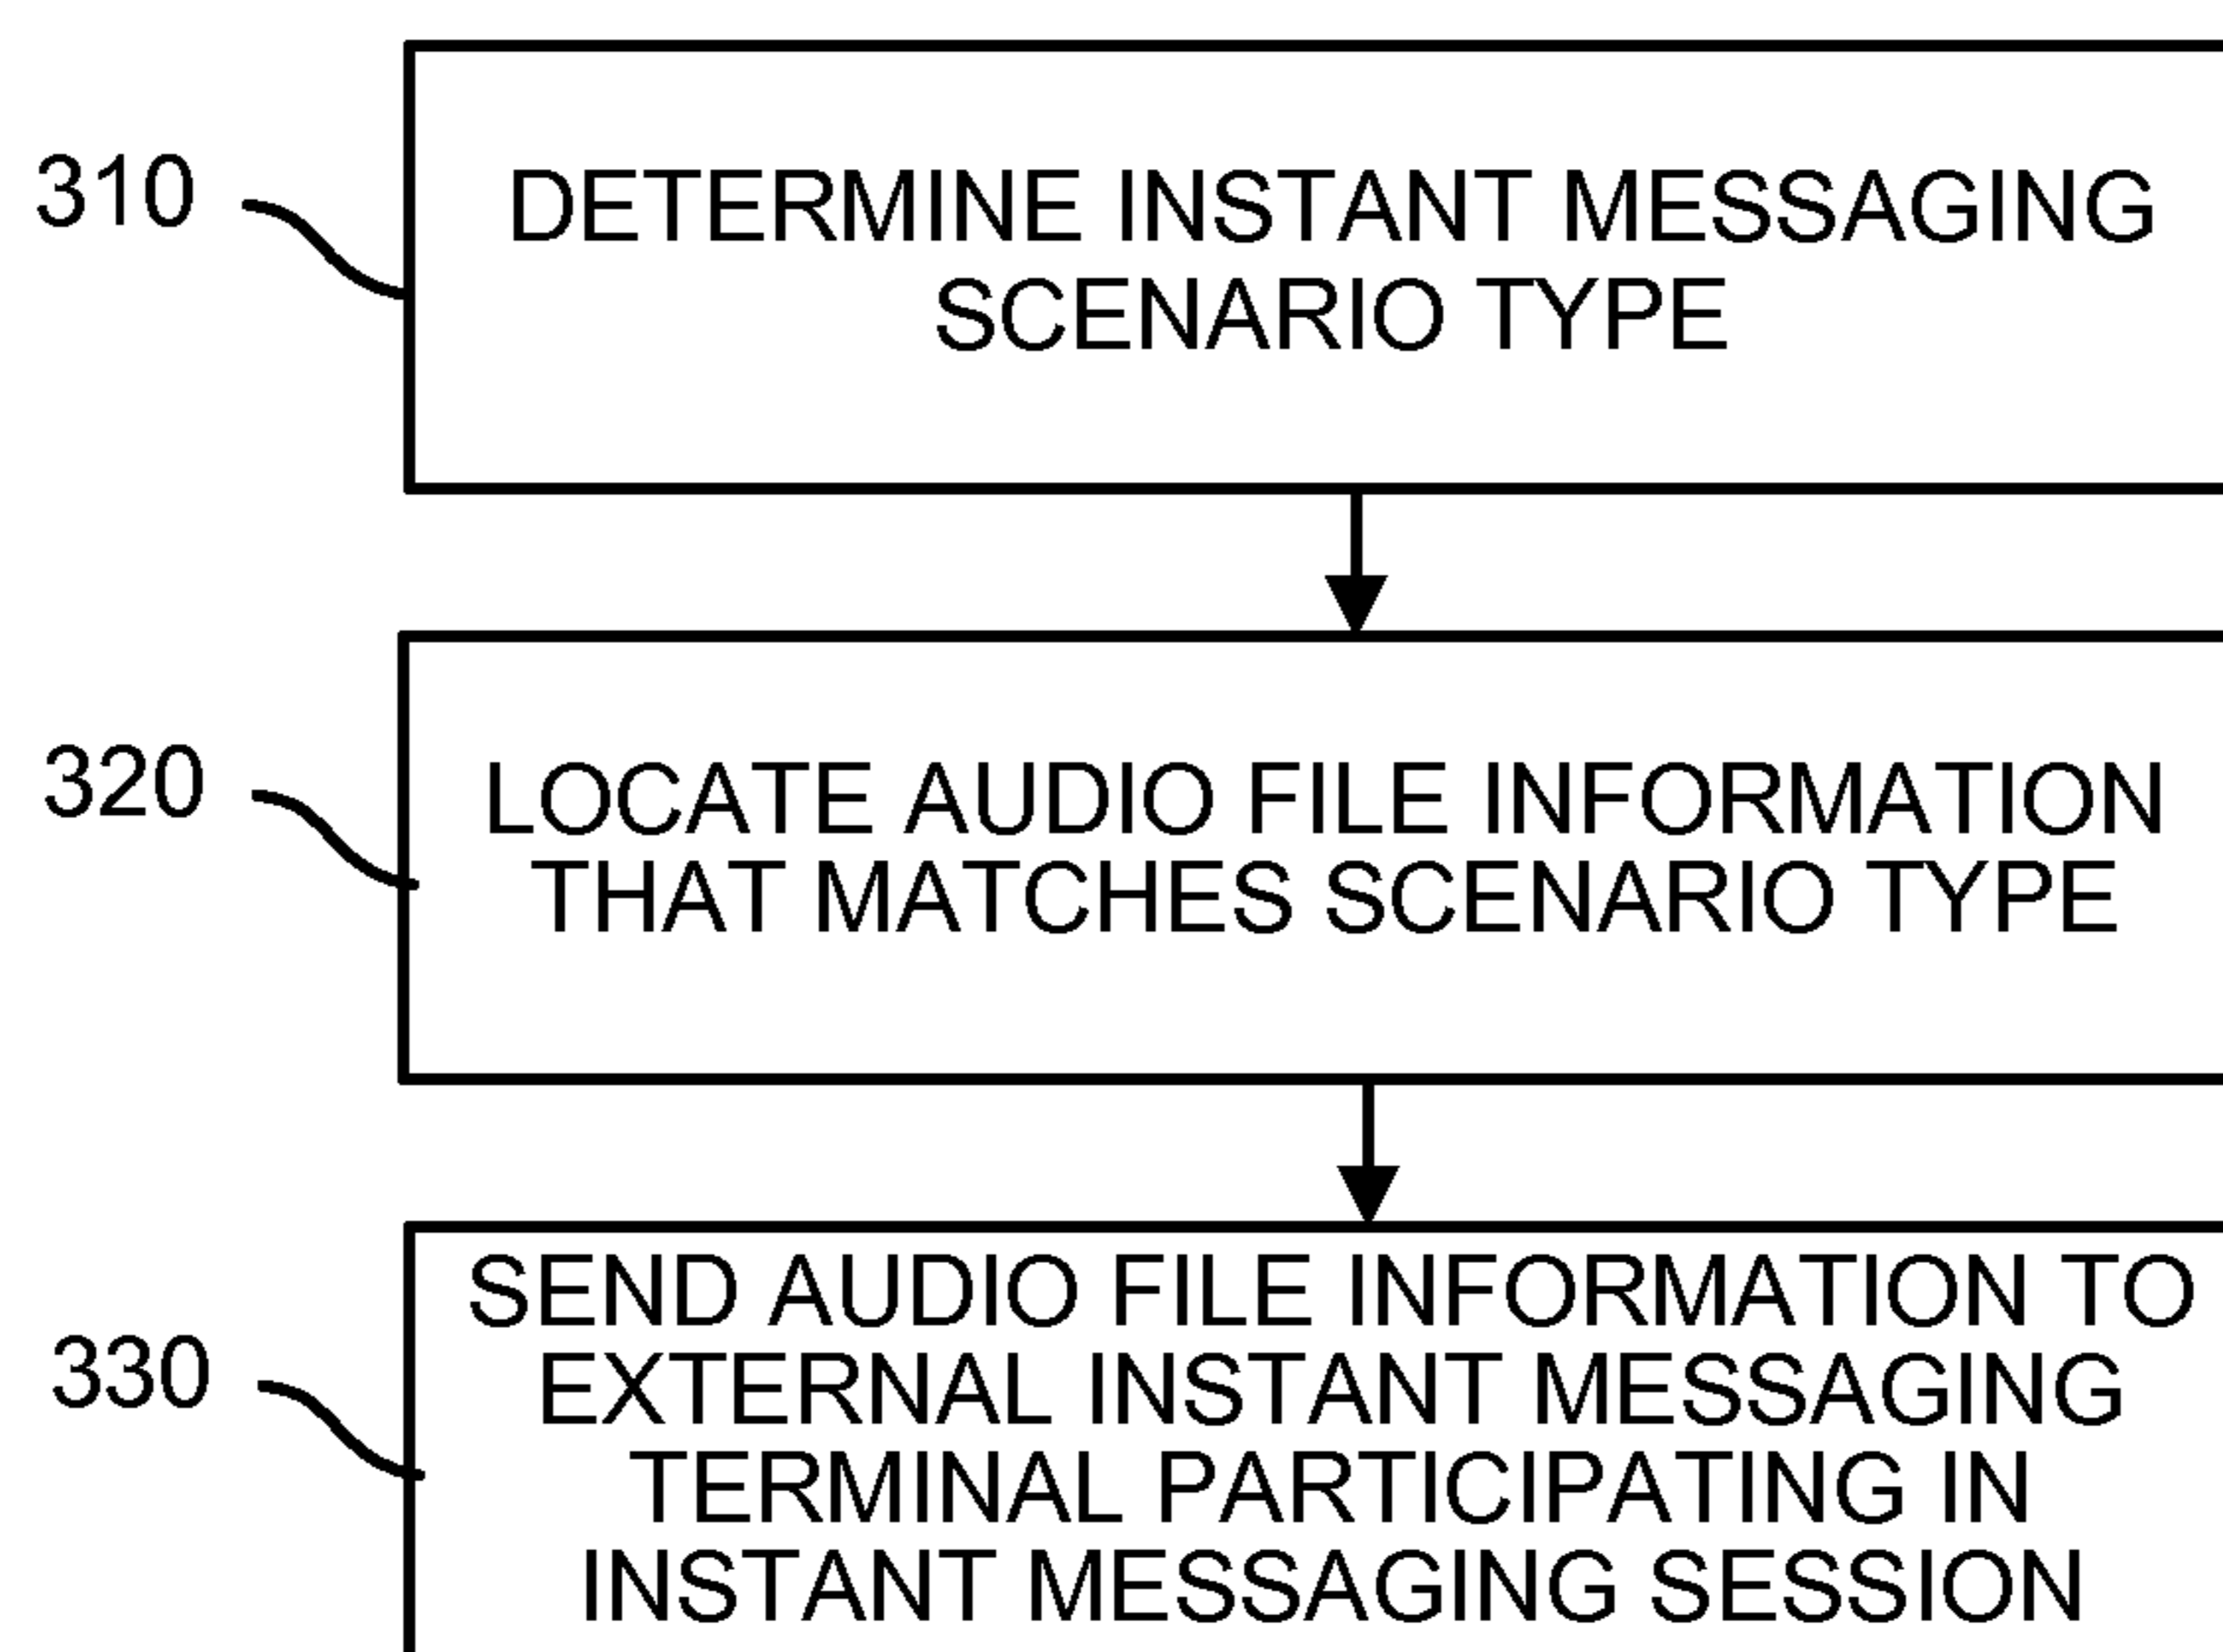 310
DETERMINE INSTANT MESSAGING
SCENARIO TYPE
320
LOCATE AUDIO FILE INFORMATION
THAT MATCHES SCENARIO TYPE
330
SEND AUDIO FILE INFORMATION TO
EXTERNAL INSTANT MESSAGING
TERMINAL PARTICIPATING IN
INSTANT MESSAGING SESSION